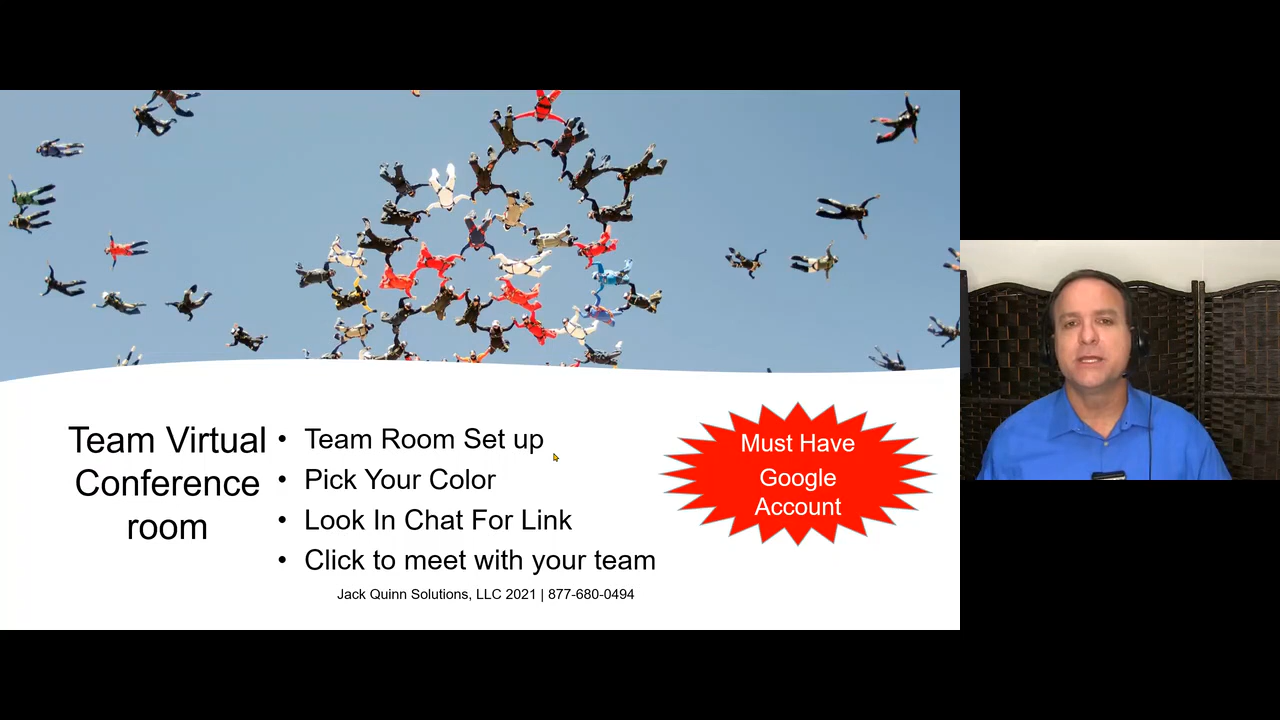 Team Virtual
Conference
room
• Team Room Set up
• Pick Your Color
• Look In Chat For Link
• Click to meet with your team
Must Have
Google
Account
Jack Quinn Solutions, LLC 2021 | 877-680-0494